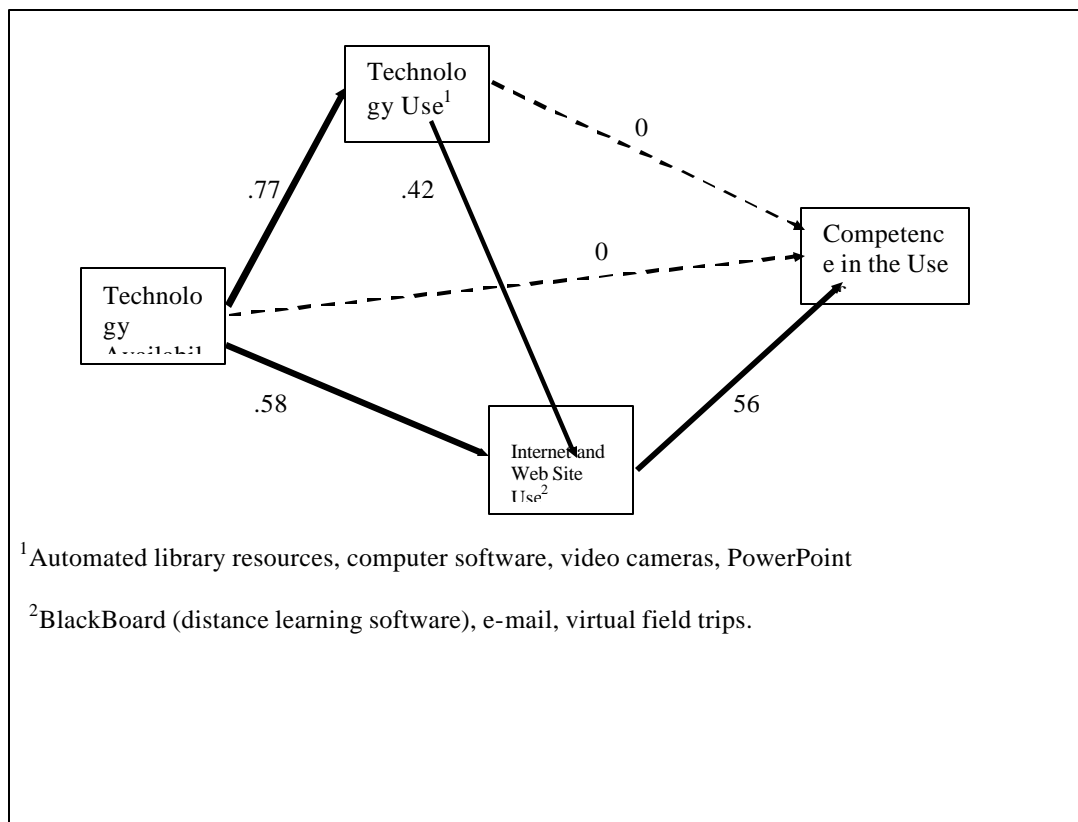 Technolo
gy Use1
0
.77
.42
Competenc
e in the Use
0
Technolo
gy
.58
56
Internet and
Web Site
Use2
1Automated library resources, computer software, video cameras, PowerPoint
2BlackBoard (distance learning software), e-mail, virtual field trips.